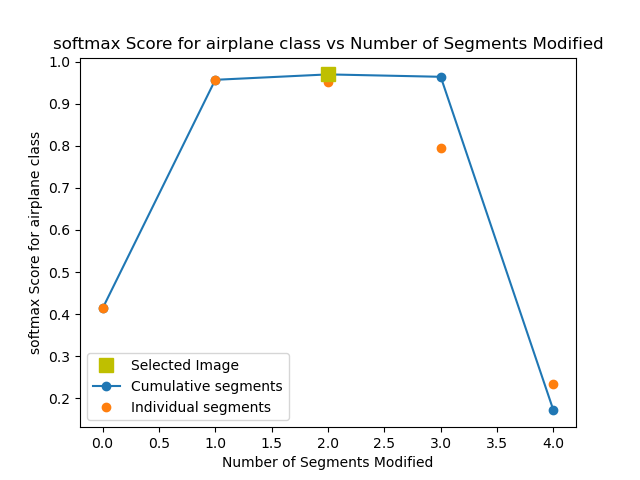 softmax Score for airplane class vs Number of Segments Modified
softmax Score for airplane class
1.0
0.9
0.8
0.7
0.6
0.5
0.4
0.3
0.2
Selected Image
Cumulative segments
Individual segments
0.0 0.5 1.0 1.5 2.0 2.5 3.0 3.5 4.0
Number of Segments Modified